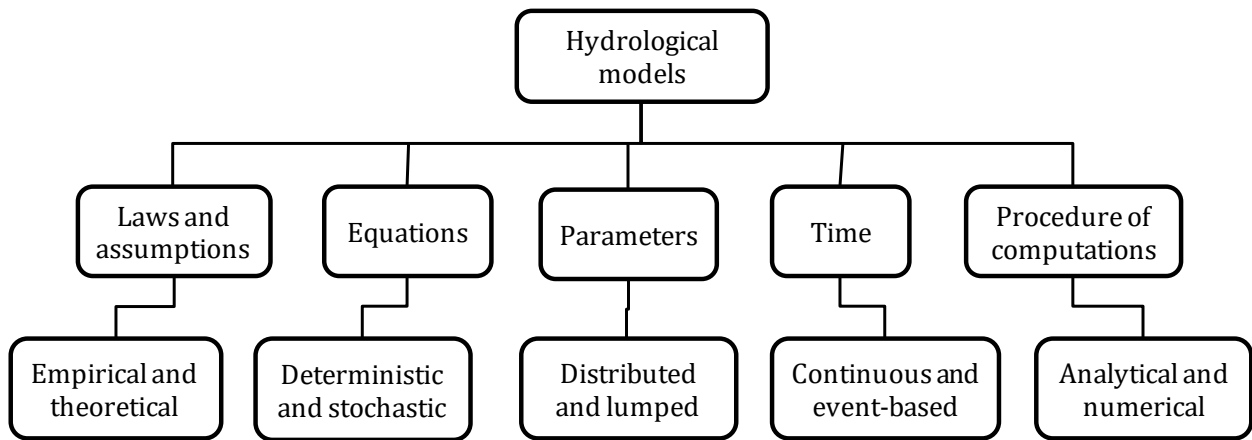 Hydrological
models
Laws and
assumptions
Equations
Parameters
Time
Procedure of
computations
Empirical and
theoretical
Deterministic
and stochastic
Distributed
and lumped
Continuous and
event-based
Analytical and
numerical